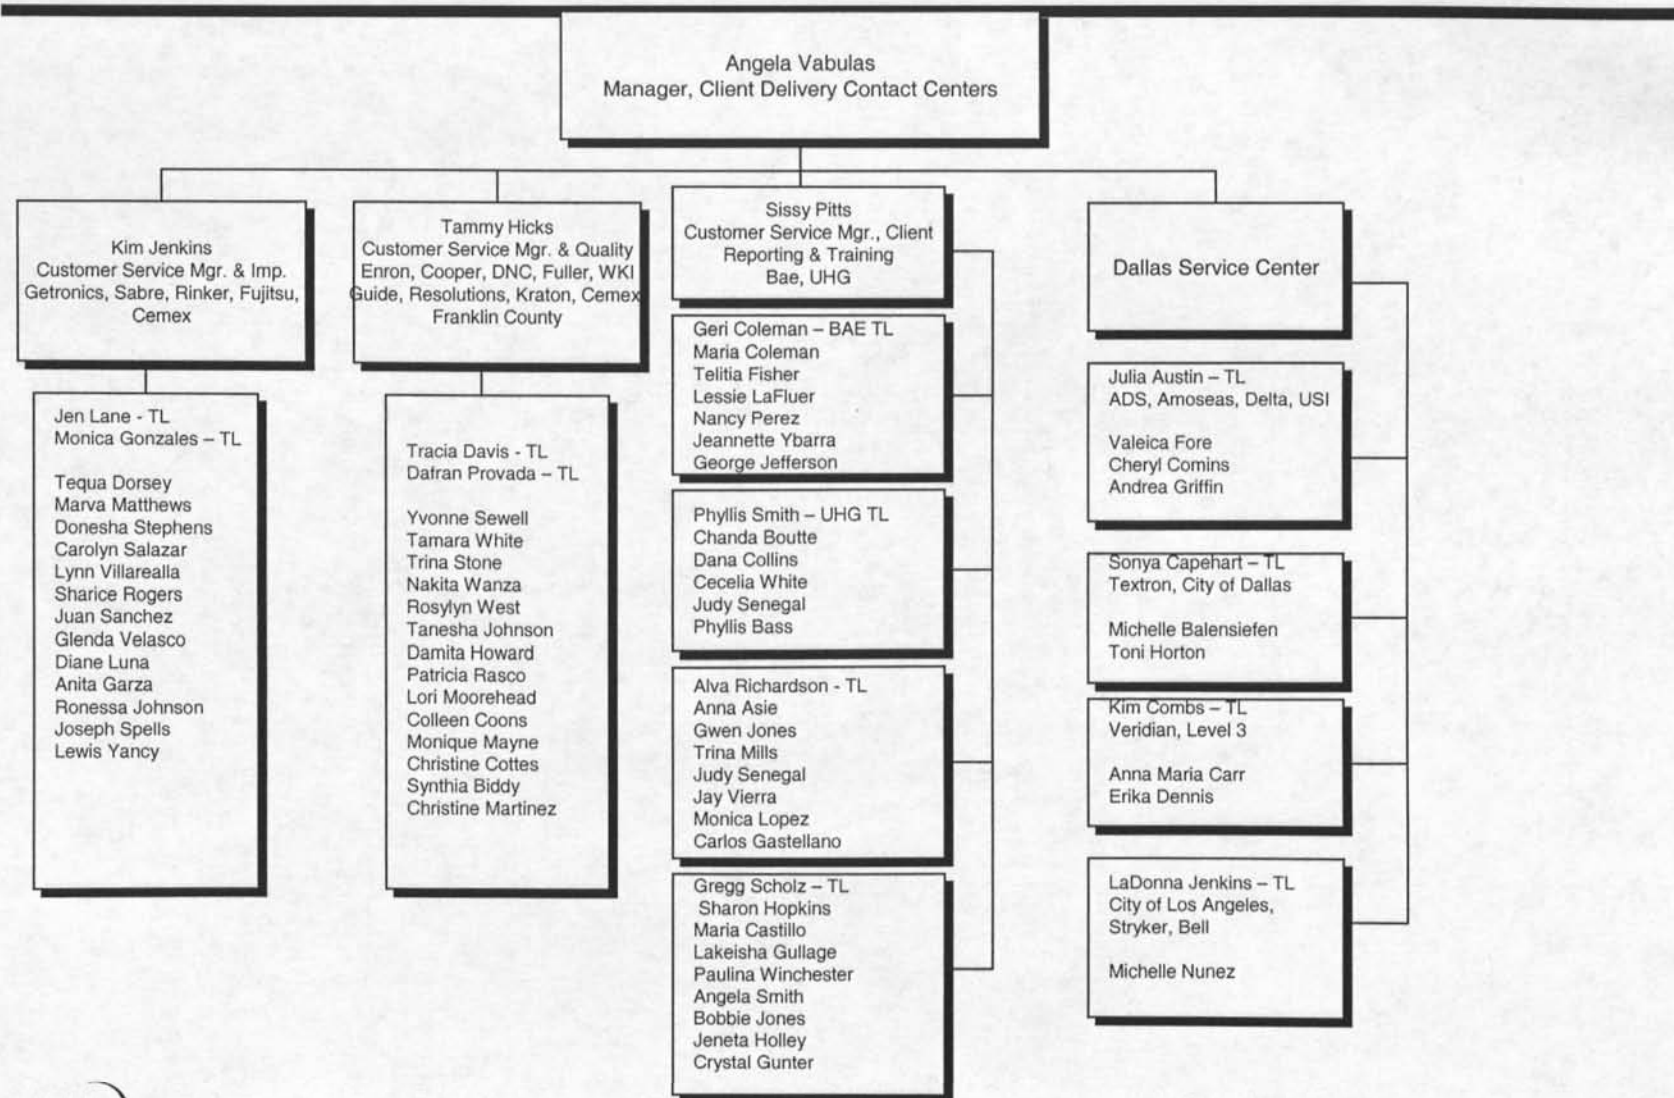 Angela Vabulas
Manager, Client Delivery Contact Centers
Kim Jenkins
Customer Service Mgr. & Imp.
Getronics, Sabre, Rinker, Fujitsu,
Cemex
Jen Lane - TL
Monica Gonzales – TL
Tequa Dorsey
Marva Matthews
Donesha Stephens
Carolyn Salazar
Lynn Villarealla
Sharice Rogers
Juan Sanchez
Glenda Velasco
Diane Luna
Anita Garza
Ronessa Johnson
Joseph Spells
Lewis Yancy
Tammy Hicks
Customer Service Mgr. & Quality
Enron, Cooper, DNC, Fuller, WKI
Guide, Resolutions, Kraton, Cemex
Franklin County
Tracia Davis - TL
Dafran Provada – TL
Yvonne Sewell
Tamara White
Trina Stone
Nakita Wanza
Rosylyn West
Tanesha Johnson
Damita Howard
Patricia Rasco
Lori Moorehead
Colleen Coons
Monique Mayne
Christine Cottes
Synthia Biddy
Christine Martinez
Sissy Pitts
Customer Service Mgr., Client
Reporting & Training
Bae, UHG
Geri Coleman – BAE TL
Maria Coleman
Telitia Fisher
Lessie LaFluer
Nancy Perez
Jeannette Ybarra
George Jefferson
Phyllis Smith – UHG TL
Chanda Boutte
Dana Collins
Cecelia White
Judy Senegal
Phyllis Bass
Alva Richardson - TL
Anna Asie
Gwen Jones
Trina Mills
Judy Senegal
Jay Vierra
Monica Lopez
Carlos Gastellano
Gregg Scholz – TL
Sharon Hopkins
Maria Castillo
Lakeisha Gullage
Paulina Winchester
Angela Smith
Bobbie Jones
Jeneta Holley
Crystal Gunter
Dallas Service Center
Julia Austin – TL
ADS, Amoseas, Delta, USI
Valeica Fore
Cheryl Comins
Andrea Griffin
Sonya Capehart – TL
Textron, City of Dallas
Michelle Balensiefen
Toni Horton
Kim Combs – TL
Veridian, Level 3
Anna Maria Carr
Erika Dennis
LaDonna Jenkins – TL
City of Los Angeles,
Stryker, Bell
Michelle Nunez